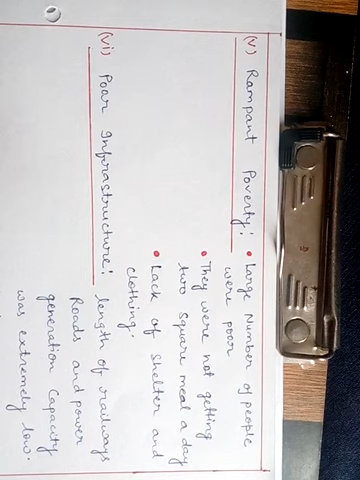 (v) Rampant Poverty: • Large Number of people
were poor
• They were not getting
two square meal a day
• Lack of shelter and
clothing.
(vi) Poor Infrastructure: length of railways
Roads and power
generation Capacity
was extremely low.